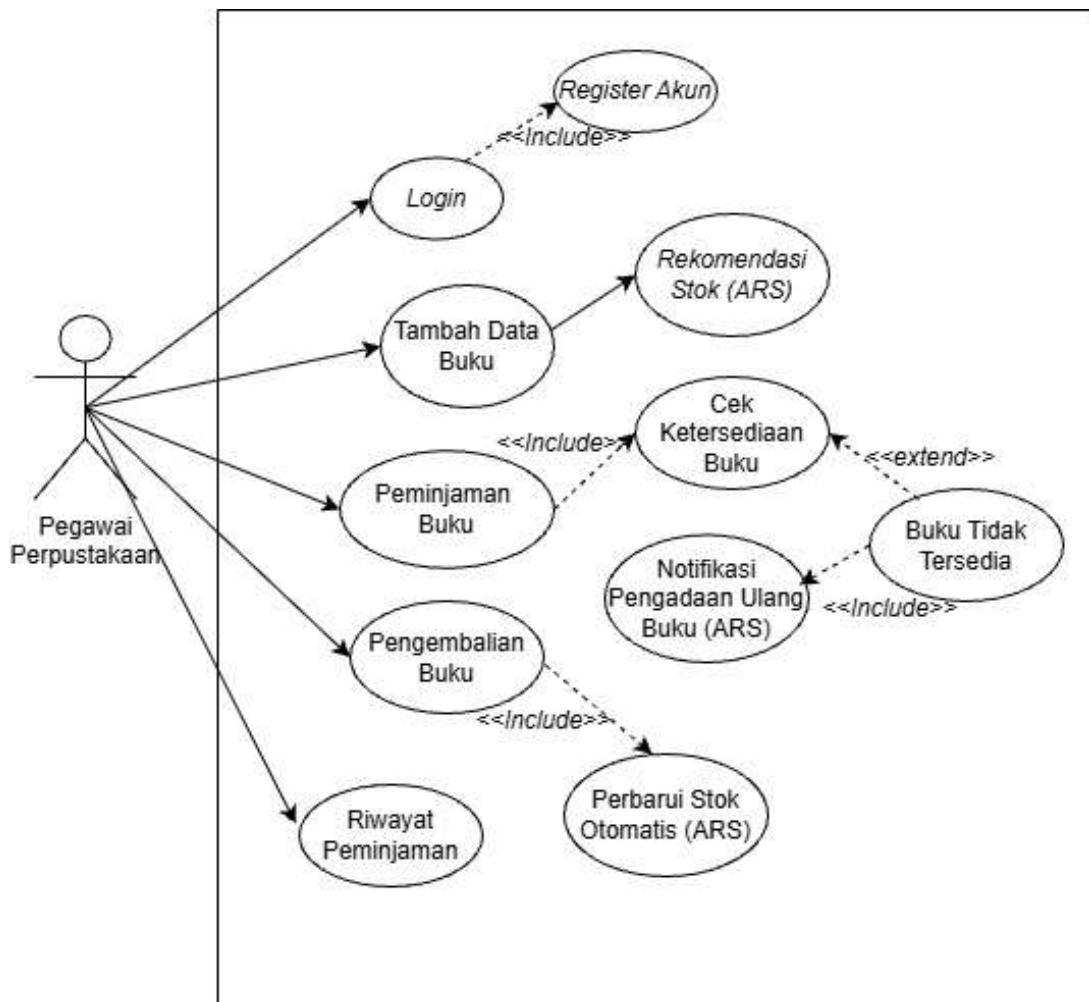 Register Akun
<<Include>>
Login
Rekomendasi
Stok (ARS)
Tambah Data
Buku
Cek
Ketersediaan
Buku
<<Include>>
<<extend>>
Peminjaman
Buku
Pegawai
Perpustakaan
Buku Tidak
Tersedia
Notifikasi
Pengadaan Ulang
Buku (ARS)
<<Include>>
Pengembalian
Buku
<<Include>>
Perbarui Stok
Otomatis (ARS)
Riwayat
Peminjaman